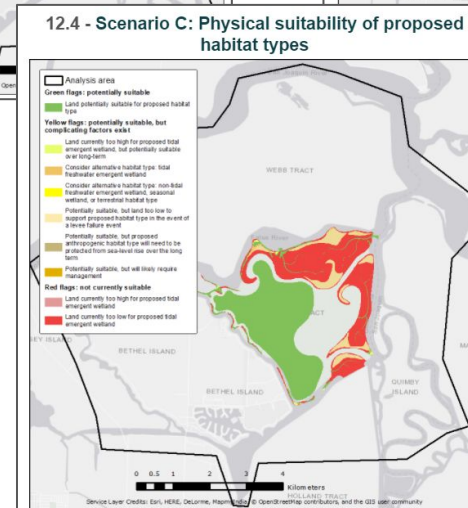 12.4 - Scenario C: Physical suitability of proposed
habitat types
Analysis area
Green flags: potentially suitable
Land potentially suitable for proposed habitat
type
Yellow flags: potentially suitable, but
complicating factors exist
Land currently too high for proposed tidal
emergent wetland, but potentially suitable
over long-term
Consider alternative habitat type: tidal
freshwater emergent wetland
Consider alternative habitat type: non-tidal
freshwater emergent wetland, seasonal
wetland, or terrestrial habitat type
Potentially suitable, but land too low to
support proposed habitat type in the event of
a levee failure event
Potentially suitable, but proposed
anthropogenic habitat type will need to be
protected from sea-level rise over the long
term
Potentially suitable, but will likely require
management
Red flags: not currently suitable
Land currently too high for proposed tidal
emergent wetland
Land currently too low for proposed tidal
emergent wetland
WEBB TRACT
ACT
EY ISLAND
BETHEL ISLAND
BETHEL ISLAND
QUIMBY
ISLAND
MA
0 0.5 1 2 3 4
Kilometers
HOLLAND TRACT
Service Layer Credits: Esri, HERE, DeLorme, MapmyIndia, © OpenStreetMap contributors, and the GIS user community
Open